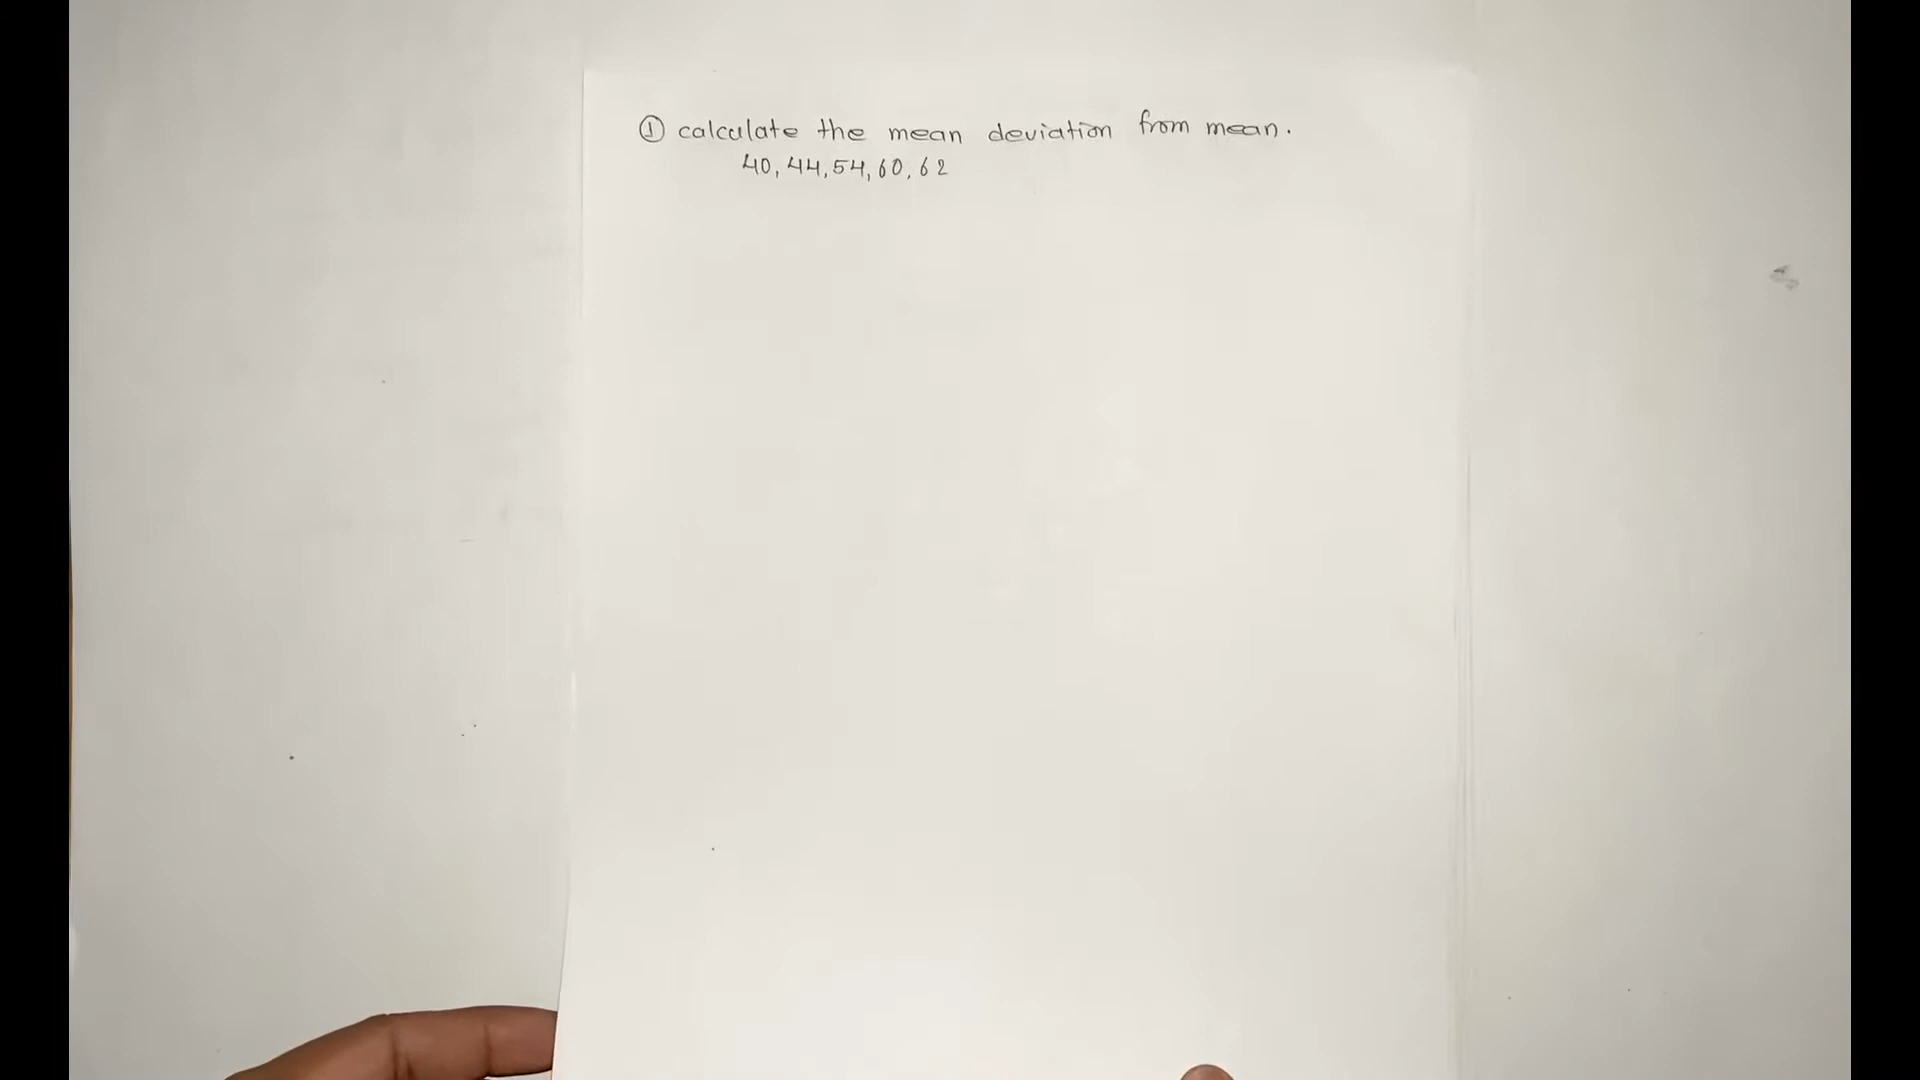 ① calculate the mean deviation from mean.
40, 44, 54, 60, 62